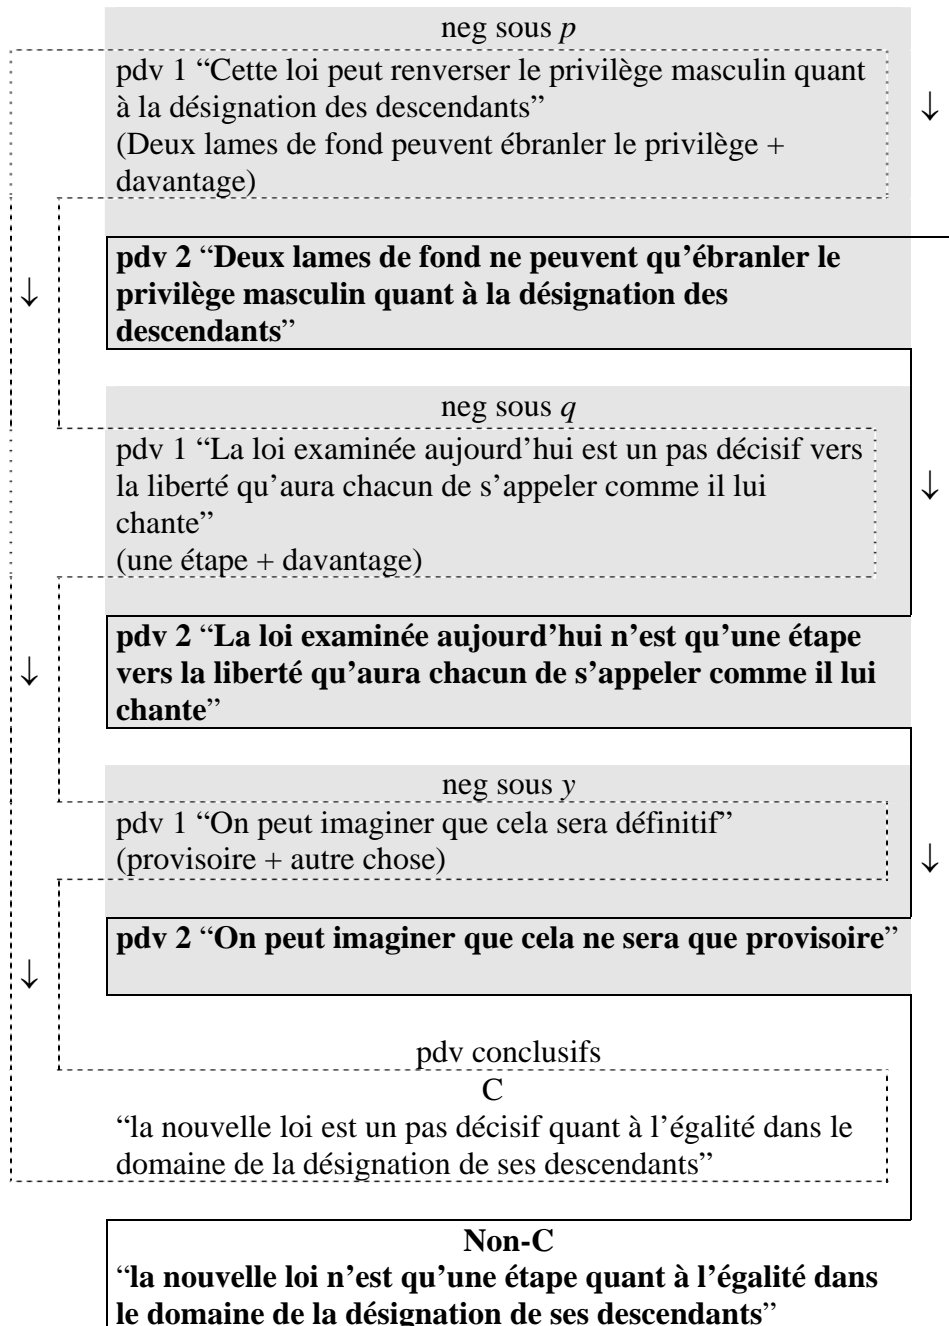 neg sous p
pdv 1 “Cette loi peut renverser le privilège masculin quant
à la désignation des descendants”
(Deux lames de fond peuvent ébranler le privilège +
davantage)
↓
pdv 2 “Deux lames de fond ne peuvent qu’ébranler le
privilège masculin quant à la désignation des
descendants”
↓
neg sous q
pdv 1 “La loi examinée aujourd’hui est un pas décisif vers
la liberté qu’aura chacun de s’appeler comme il lui
chante”
(une étape + davantage)
↓
pdv 2 “La loi examinée aujourd’hui n’est qu’une étape
vers la liberté qu’aura chacun de s’appeler comme il lui
chante”
↓
neg sous y
pdv 1 “On peut imaginer que cela sera définitif”
(provisoire + autre chose)
↓
pdv 2 “On peut imaginer que cela ne sera que provisoire”
↓
pdv conclusifs
C
“la nouvelle loi est un pas décisif quant à l’égalité dans le
domaine de la désignation de ses descendants”
Non-C
“la nouvelle loi n’est qu’une étape quant à l’égalité dans
le domaine de la désignation de ses descendants”